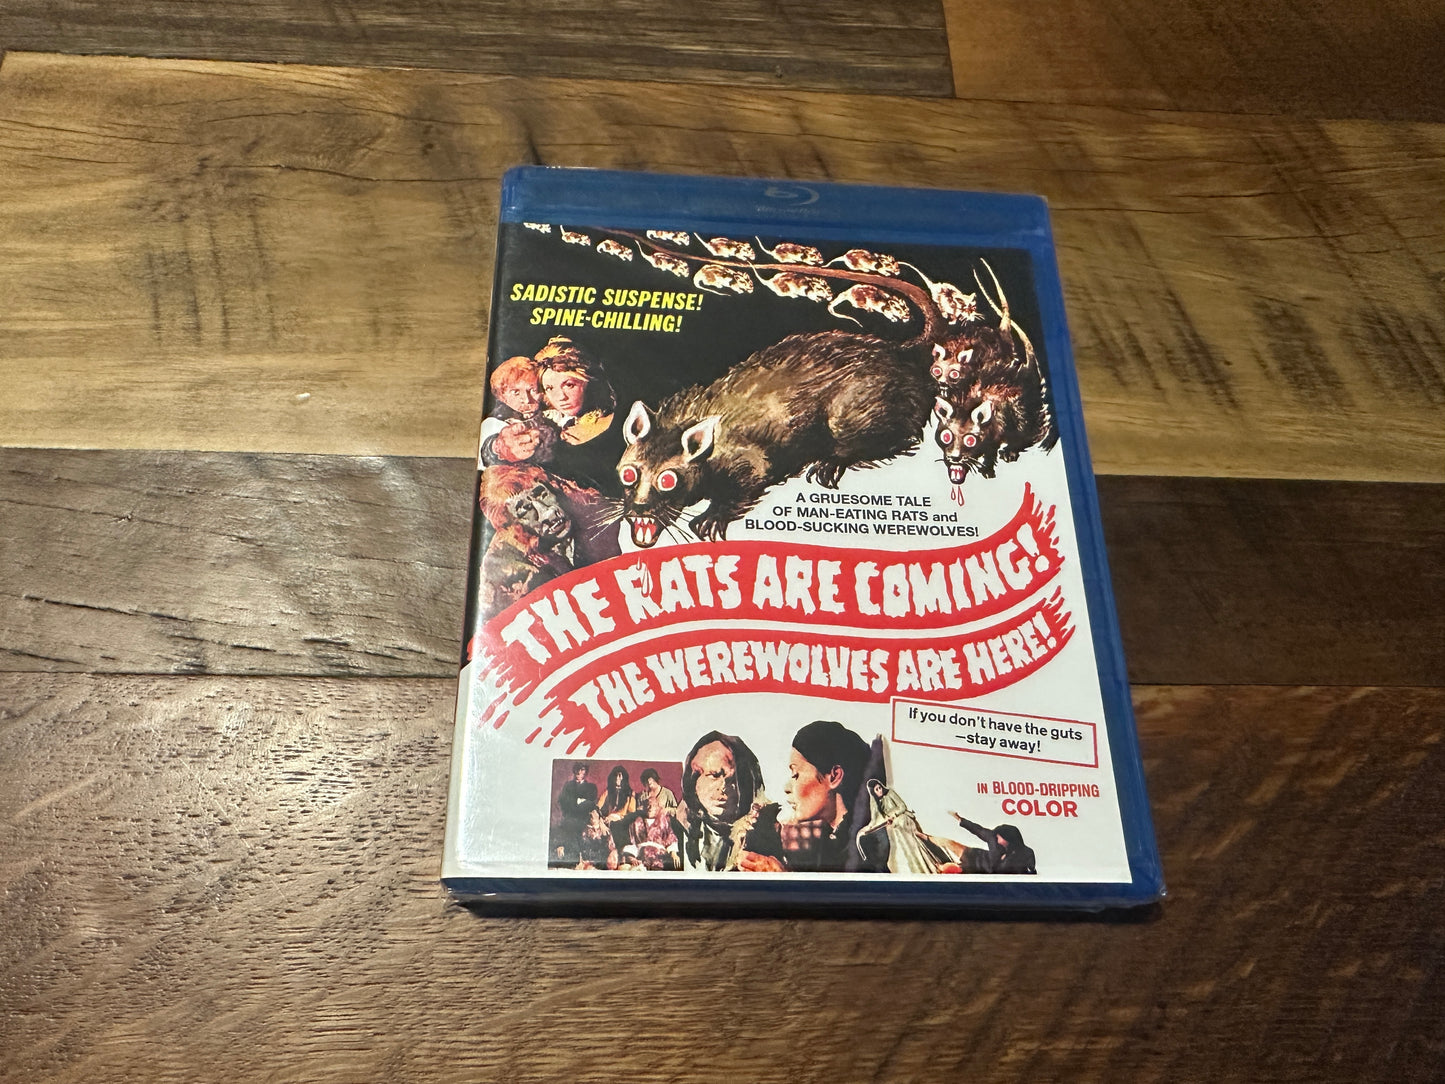 SADISTIC SUSPENSE!
SPINE-CHILLING!
A GRUESOME TALE
OF MAN-EATING RATS and
BLOOD-SUCKING WEREWOLVES!
THE RATS ARE COMING!
THE WEREWOLVES ARE HERE!
If you don't have the guts
—stay away!
IN BLOOD-DRIPPING
COLOR